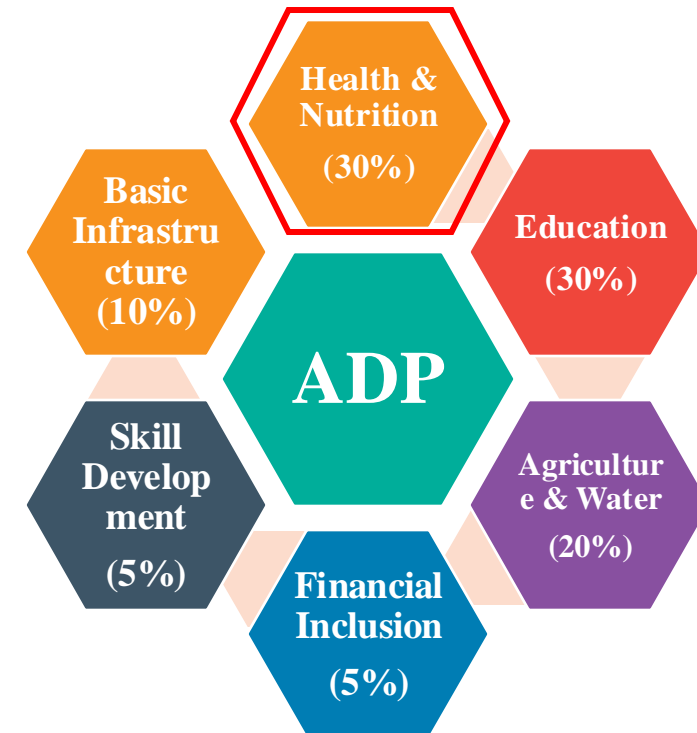 Health &
Nutrition
(30%)
Education
(30%)
Agricultur
e & Water
(20%)
Financial
Inclusion
(5%)
Skill
Develop
ment
(5%)
Basic
Infrastru
cture
(10%)
ADP